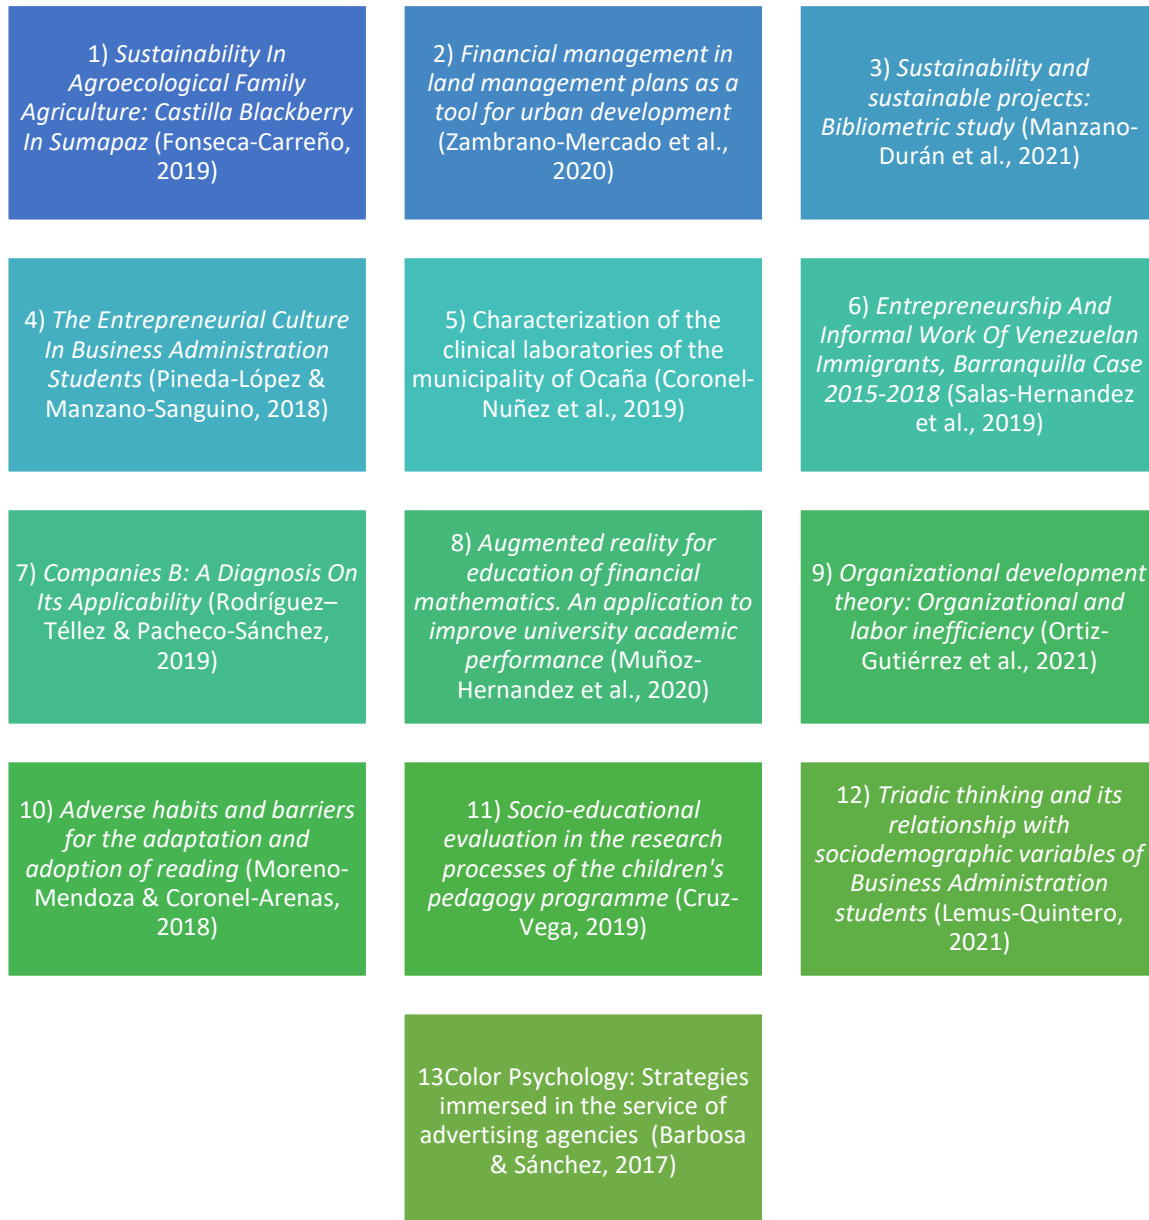 1) Sustainability In
Agroecological Family
Agriculture: Castilla Blackberry
In Sumapaz (Fonseca-Carreño,
2019)
2) Financial management in
land management plans as a
tool for urban development
(Zambrano-Mercado et al.,
2020)
3) Sustainability and
sustainable projects:
Bibliometric study (Manzano-
Durán et al., 2021)
4) The Entrepreneurial Culture
In Business Administration
Students (Pineda-López &
Manzano-Sanguino, 2018)
5) Characterization of the
clinical laboratories of the
municipality of Ocaña (Coronel-
Nuñez et al., 2019)
6) Entrepreneurship And
Informal Work Of Venezuelan
Immigrants, Barranquilla Case
2015-2018 (Salas-Hernandez
et al., 2019)
7) Companies B: A Diagnosis On
Its Applicability (Rodríguez–
Téllez & Pacheco-Sánchez,
2019)
8) Augmented reality for
education of financial
mathematics. An application to
improve university academic
performance (Muñoz-
Hernandez et al., 2020)
9) Organizational development
theory: Organizational and
labor inefficiency (Ortiz-
Gutiérrez et al., 2021)
10) Adverse habits and barriers
for the adaptation and
adoption of reading (Moreno-
Mendoza & Coronel-Arenas,
2018)
11) Socio-educational
evaluation in the research
processes of the children's
pedagogy programme (Cruz-
Vega, 2019)
12) Triadic thinking and its
relationship with
sociodemographic variables of
Business Administration
students (Lemus-Quintero,
2021)
13Color Psychology: Strategies
immersed in the service of
advertising agencies (Barbosa
& Sánchez, 2017)